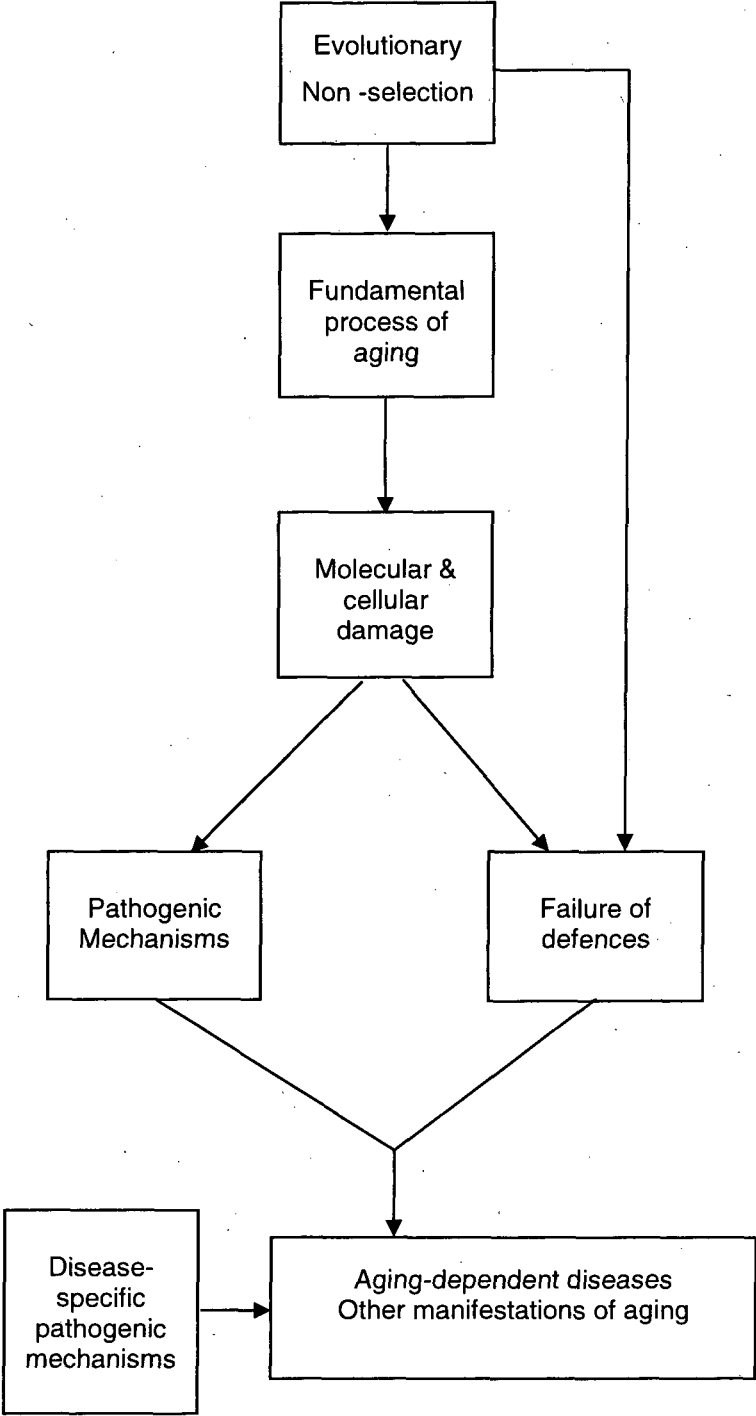 Evolutionary
Non -selection
Fundamental
process of
aging
Molecular &
cellular
damage
Pathogenic
Mechanisms
Failure of
defences
Disease-
specific
pathogenic
mechanisms
Aging-dependent diseases
Other manifestations of aging